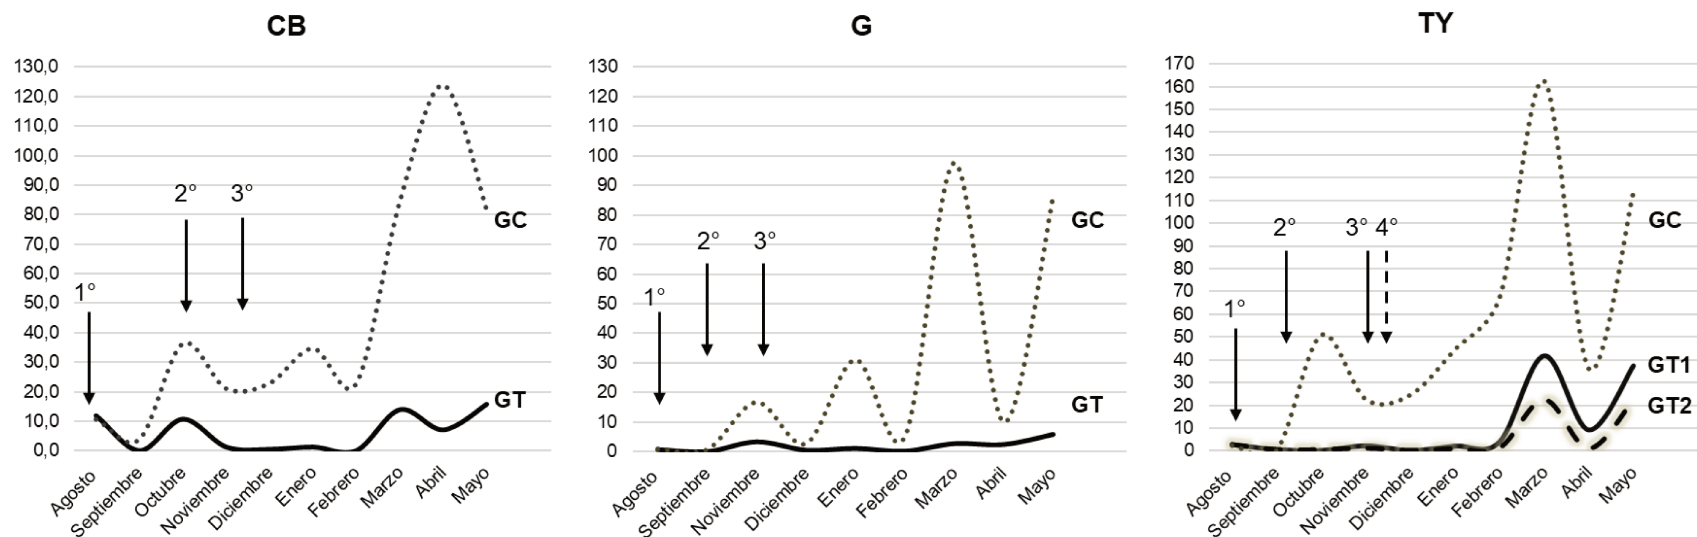 CB
130,0
120,0
110,0
100,0
90,0
80,0
70,0
60,0
50,0
40,0
30,0
20,0
10,0
0,0
1°
2°
3°
GC
GT
Agosto
Septiembre
Octubre
Noviembre
Diciembre
Enero
Febrero
Marzo
Abril
Mayo
G
130
120
110
100
90
80
70
60
50
40
30
20
10
0
1°
2°
3°
GC
GT
Agosto
Septiembre
Noviembre
Diciembre
Enero
Febrero
Marzo
Abril
Mayo
TY
170
160
150
140
130
120
110
100
90
80
70
60
50
40
30
20
10
0
1°
2°
3°
4°
GC
GT1
GT2
Agosto
Septiembre
Octubre
Noviembre
Diciembre
Enero
Febrero
Marzo
Abril
Mayo